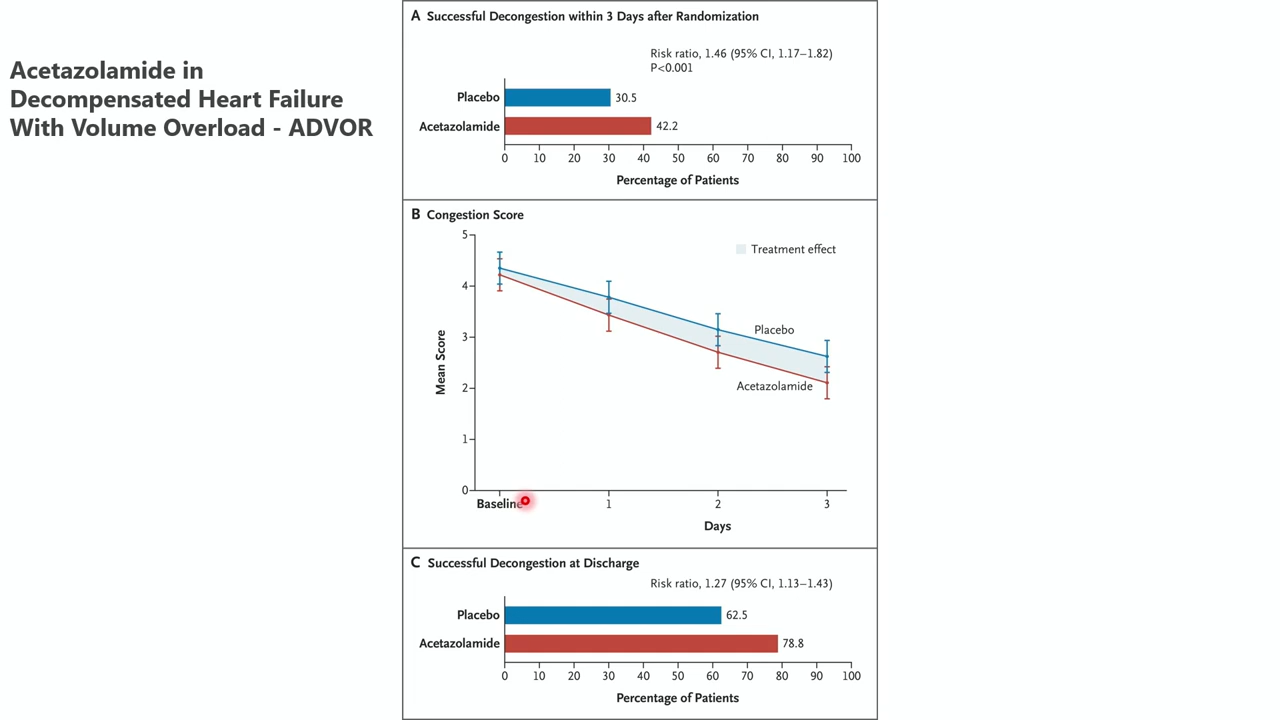 Acetazolamide in
Decompensated Heart Failure
With Volume Overload - ADVOR
A Successful Decongestion within 3 Days after Randomization
Risk ratio, 1.46 (95% CI, 1.17–1.82)
P<0.001
Placebo 30.5
Acetazolamide 42.2
0 10 20 30 40 50 60 70 80 90 100
Percentage of Patients
B Congestion Score
5
4
3
2
1
0
Mean Score
Treatment effect
Placebo
Acetazolamide
Baseline 1 2 3
Days
C Successful Decongestion at Discharge
Risk ratio, 1.27 (95% CI, 1.13–1.43)
Placebo 62.5
Acetazolamide 78.8
0 10 20 30 40 50 60 70 80 90 100
Percentage of Patients